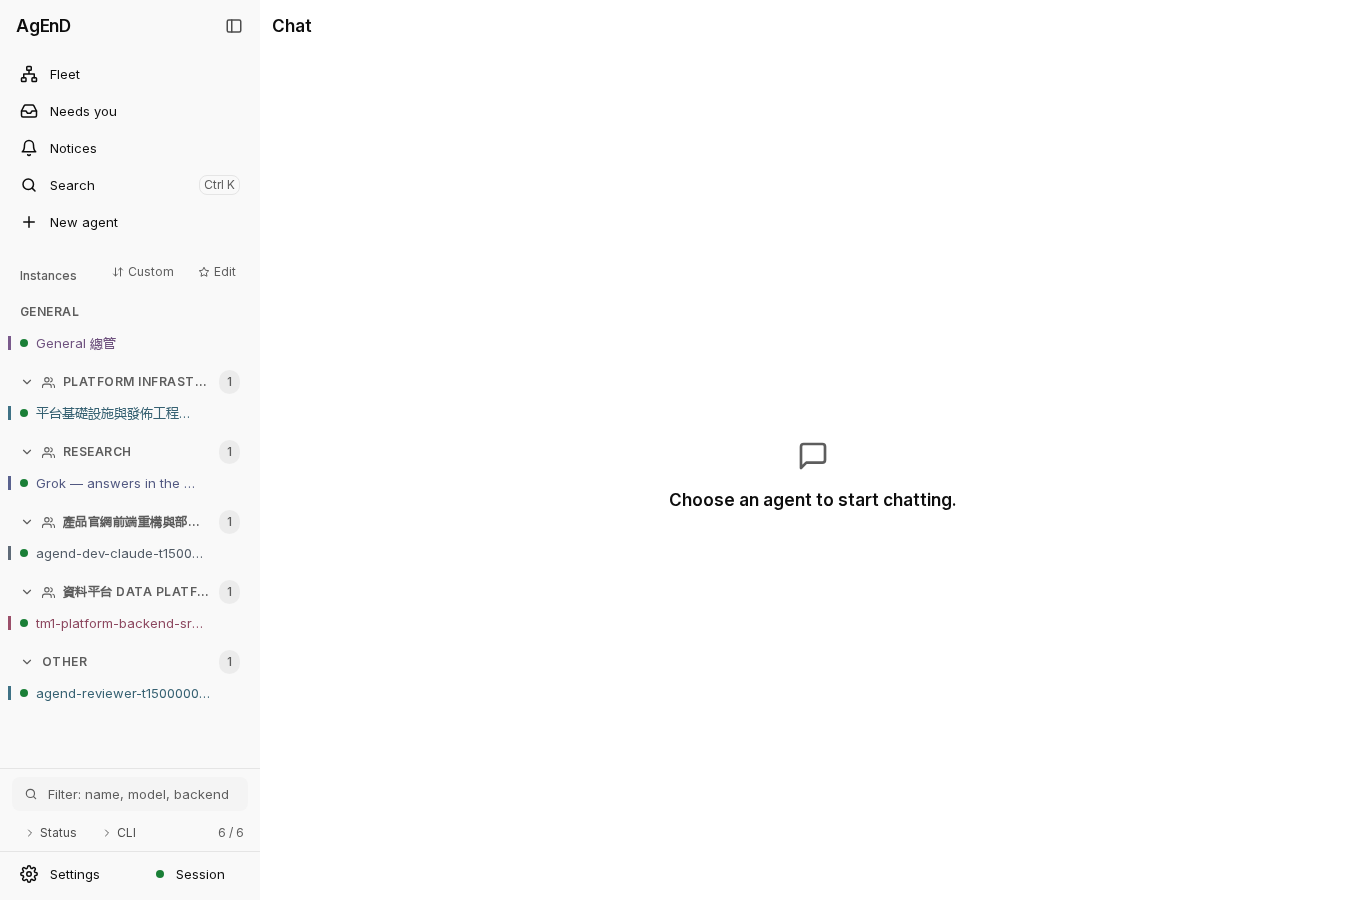 AgEnD
Chat
Fleet
Needs you
Notices
Search Ctrl K
New agent
Instances Custom Edit
GENERAL
General 總管
PLATFORM INFRAST... 1
平台基礎設施與發佈工程...
RESEARCH 1
Grok — answers in the ...
產品官網前端重構與部... 1
agend-dev-claude-t1500...
資料平台 DATA PLATF... 1
tm1-platform-backend-sr...
OTHER 1
agend-reviewer-t1500000...
Choose an agent to start chatting.
Filter: name, model, backend
Status CLI 6 / 6
Settings Session